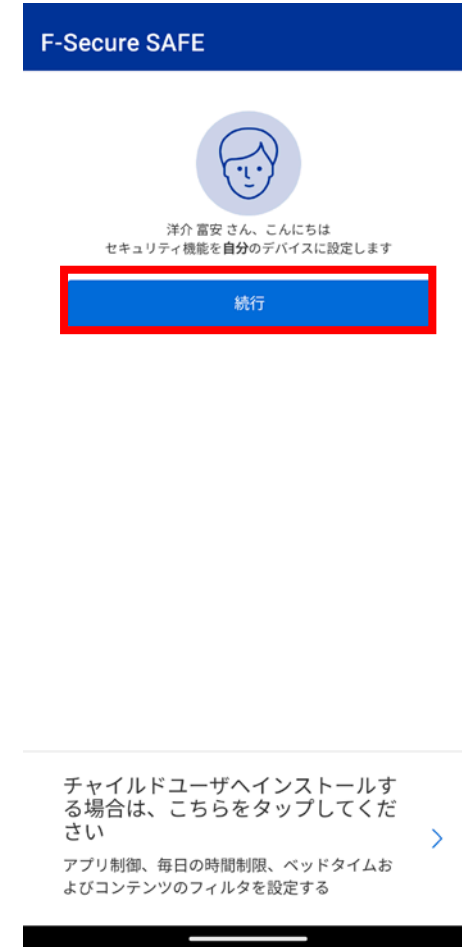 F-Secure SAFE
洋介 富安 さん、こんにちは
セキュリティ機能を自分のデバイスに設定します
続行
チャイルドユーザへインストールす
る場合は、こちらをタップしてくだ
さい
アプリ制御、毎日の時間制限、ベッドタイムお
よびコンテンツのフィルタを設定する